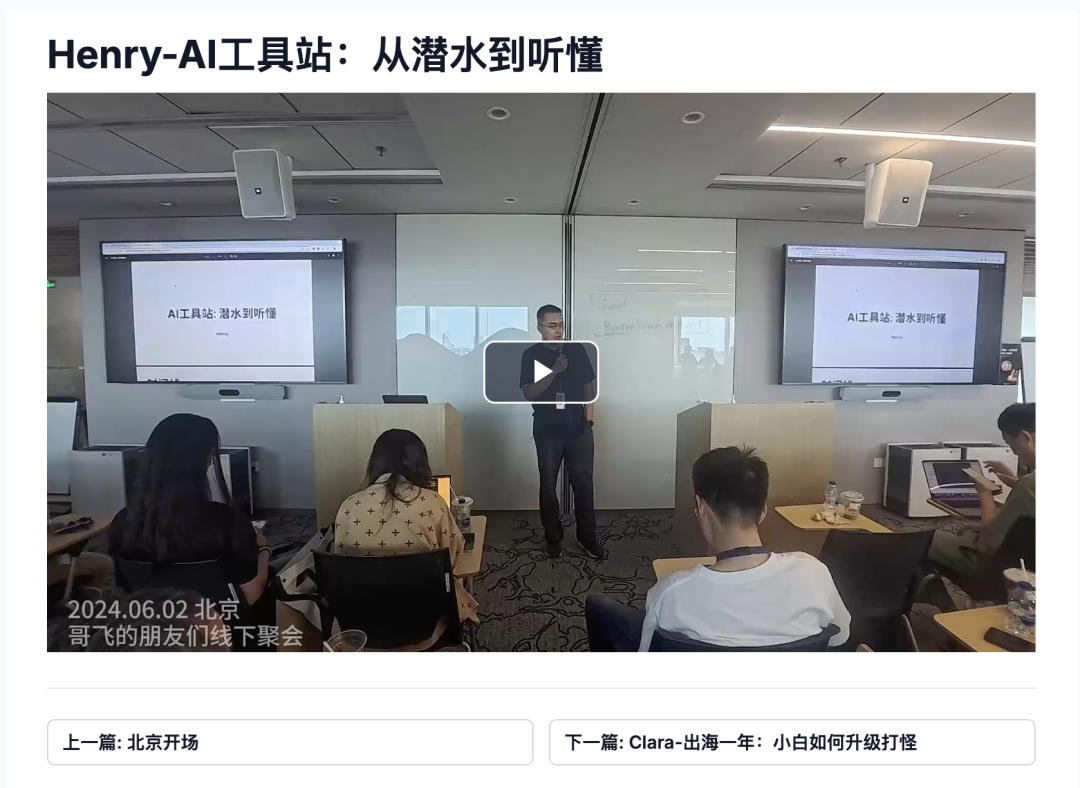 Henry-AI工具站：从潜水到听懂
AI工具站: 潜水到听懂
Henry
AI工具站: 潜水到听懂
Henry
2024.06.02 北京
哥飞的朋友们线下聚会
上一篇: 北京开场
下一篇: Clara-出海一年：小白如何升级打怪